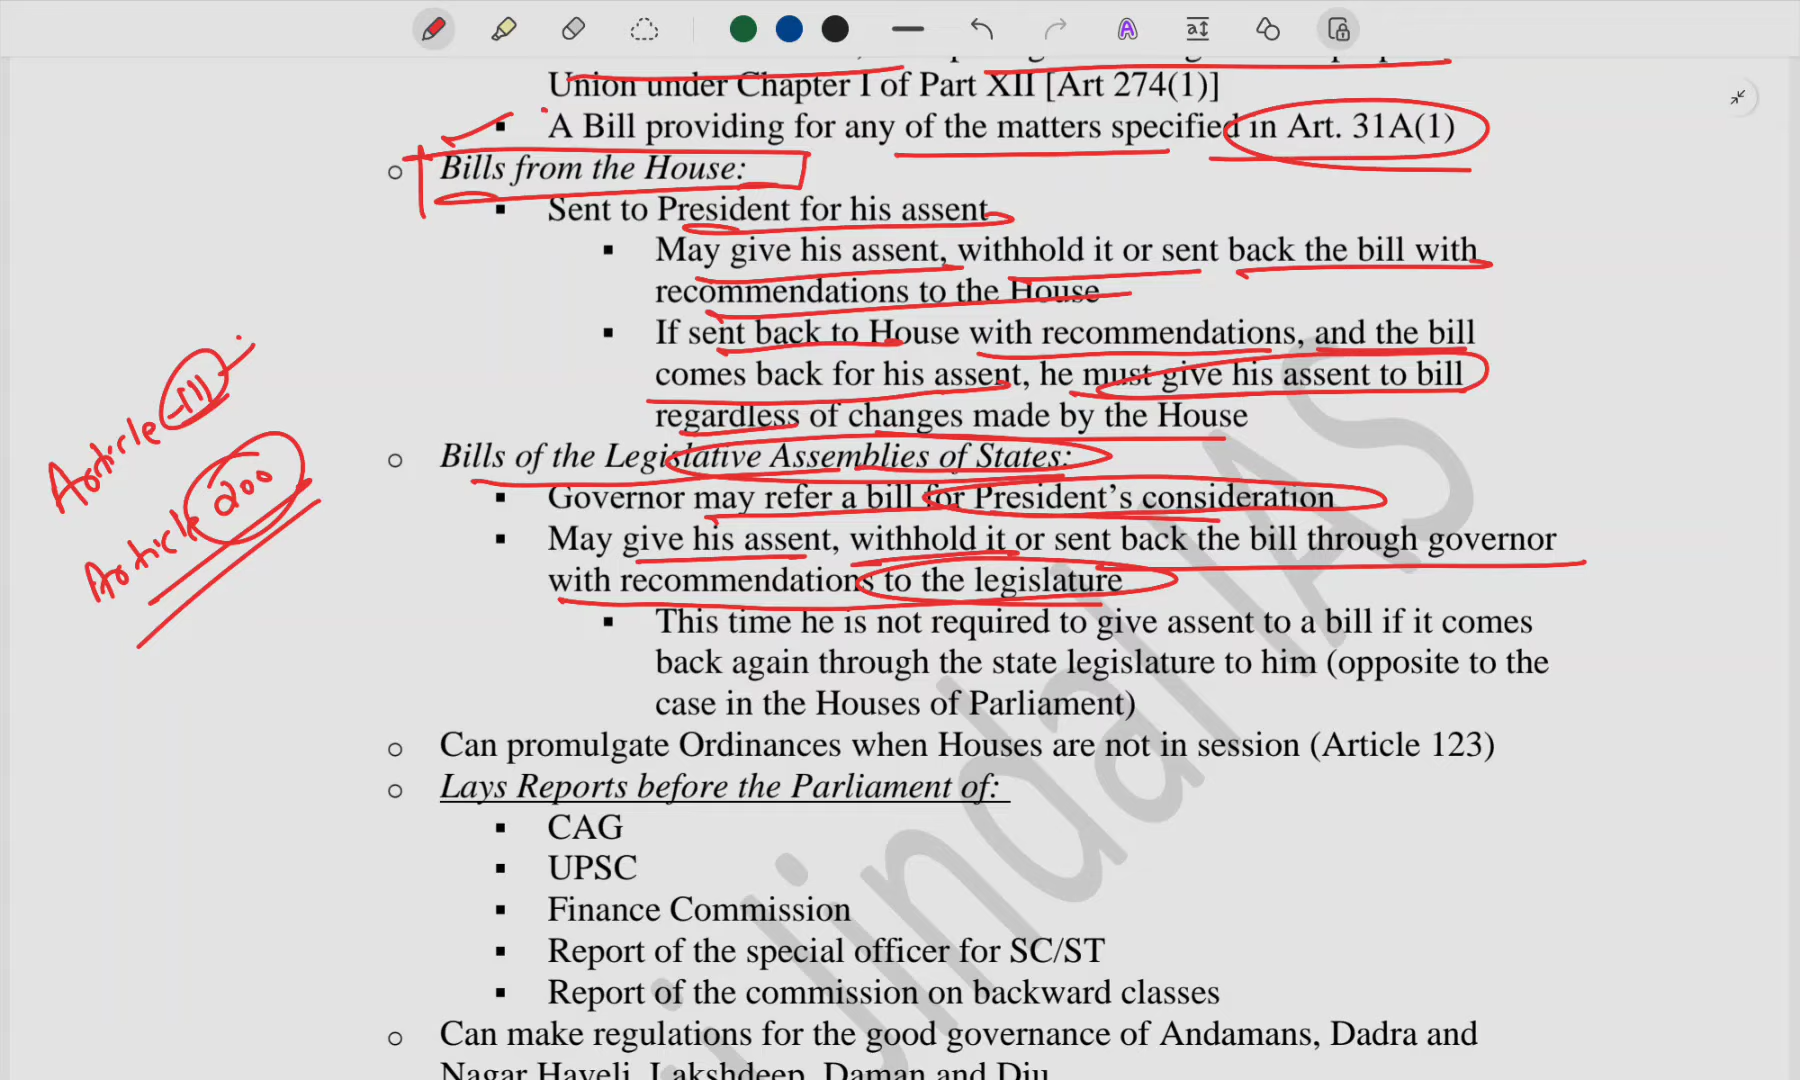 Union under Chapter I of Part XII [Art 274(1)]
▪ A Bill providing for any of the matters specified in Art. 31A(1)
○ Bills from the House:
▪ Sent to President for his assent
▪ May give his assent, withhold it or sent back the bill with
recommendations to the House
▪ If sent back to House with recommendations, and the bill
comes back for his assent, he must give his assent to bill
regardless of changes made by the House
○ Bills of the Legislative Assemblies of States:
▪ Governor may refer a bill for President's consideration
▪ May give his assent, withhold it or sent back the bill through governor
with recommendations to the legislature
▪ This time he is not required to give assent to a bill if it comes
back again through the state legislature to him (opposite to the
case in the Houses of Parliament)
○ Can promulgate Ordinances when Houses are not in session (Article 123)
○ Lays Reports before the Parliament of:
▪ CAG
▪ UPSC
▪ Finance Commission
▪ Report of the special officer for SC/ST
▪ Report of the commission on backward classes
○ Can make regulations for the good governance of Andamans, Dadra and
Nagar Haveli, Lakshdeep, Daman and Diu
Article - 111
Article 200
Jindal IAS